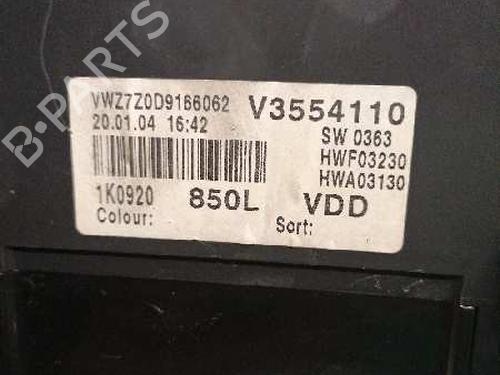 VWZ7Z0D9166062 V3554110
20.01.04 16:42 SW 0363
HWF03230
HWA03130
1K0920 850L VDD
Colour: Sort:
B-PARTS